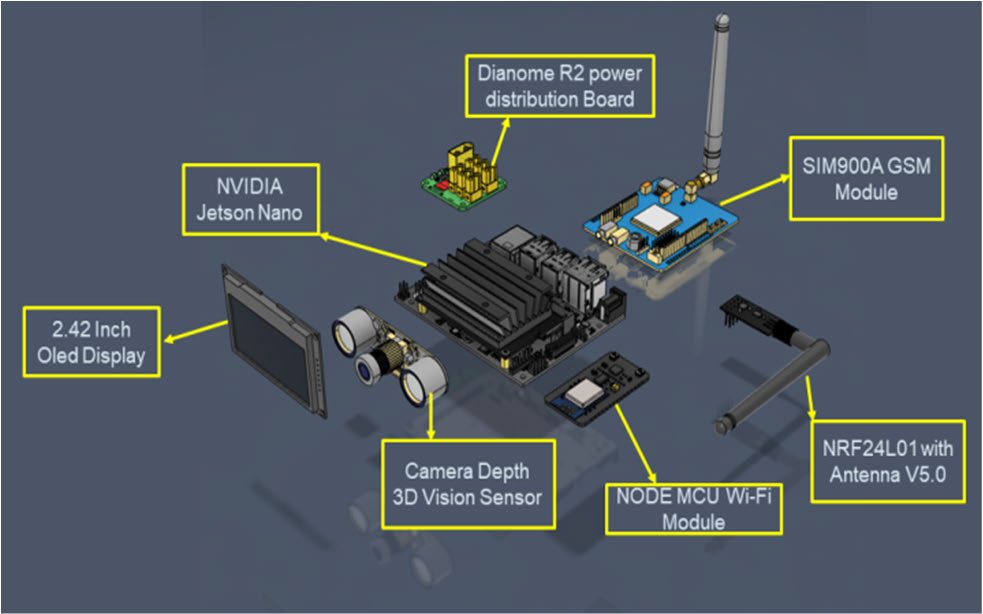 Dianome R2 power
distribution Board
SIM900A GSM
Module
NVIDIA
Jetson Nano
2.42 Inch
Oled Display
Camera Depth
3D Vision Sensor
NODE MCU Wi-Fi
Module
NRF24L01 with
Antenna V5.0